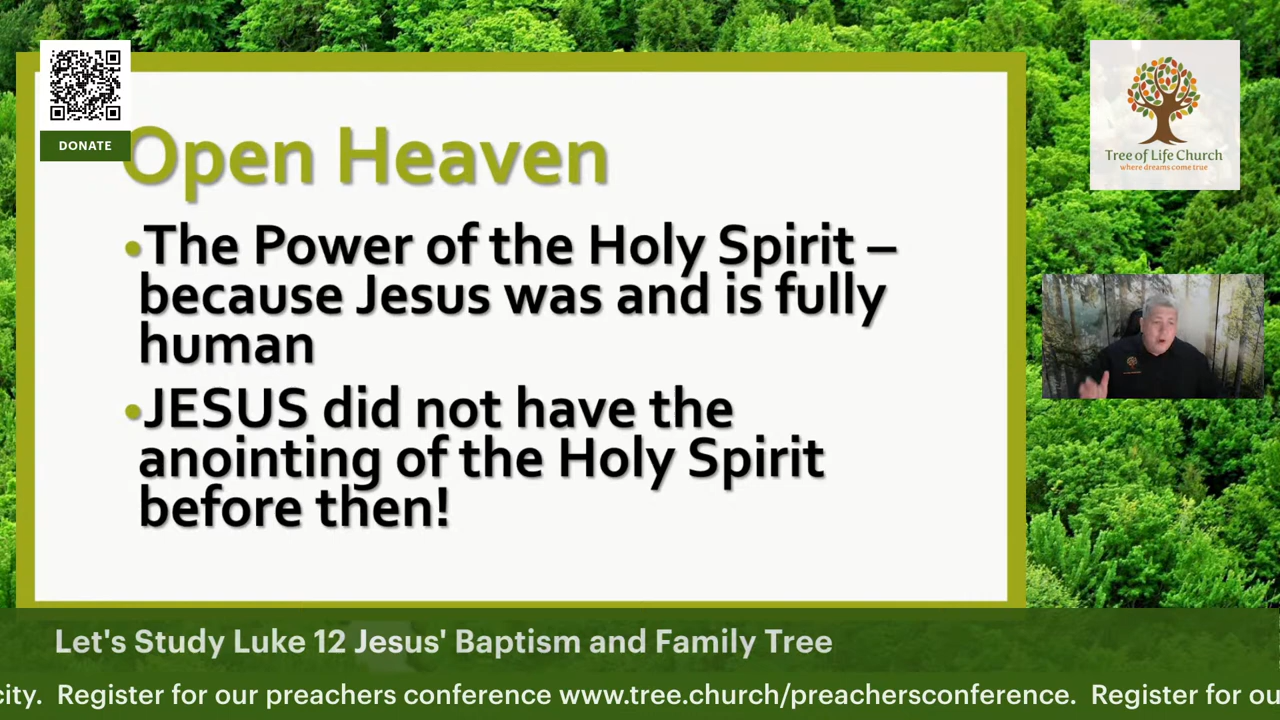 DONATE
Open Heaven
•The Power of the Holy Spirit –
because Jesus was and is fully
human
•JESUS did not have the
anointing of the Holy Spirit
before then!
Tree of Life Church
where dreams come true
Let's Study Luke 12 Jesus' Baptism and Family Tree
city. Register for our preachers conference www.tree.church/preachersconference. Register for ou